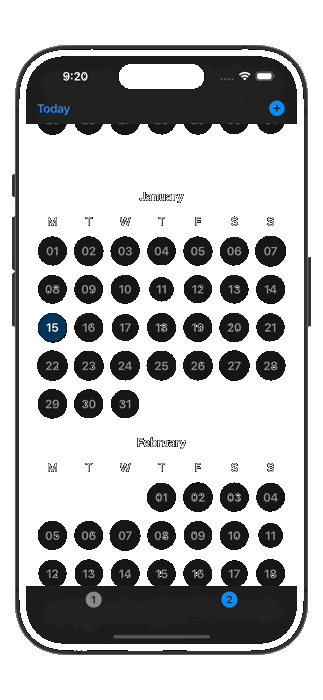 9:20
Today +
January
M T W T F S S
01 02 03 04 05 06 07
08 09 10 11 12 13 14
15 16 17 18 19 20 21
22 23 24 25 26 27 28
29 30 31
February
M T W T F S S
01 02 03 04
05 06 07 08 09 10 11
12 13 14 15 16 17 18
1 2